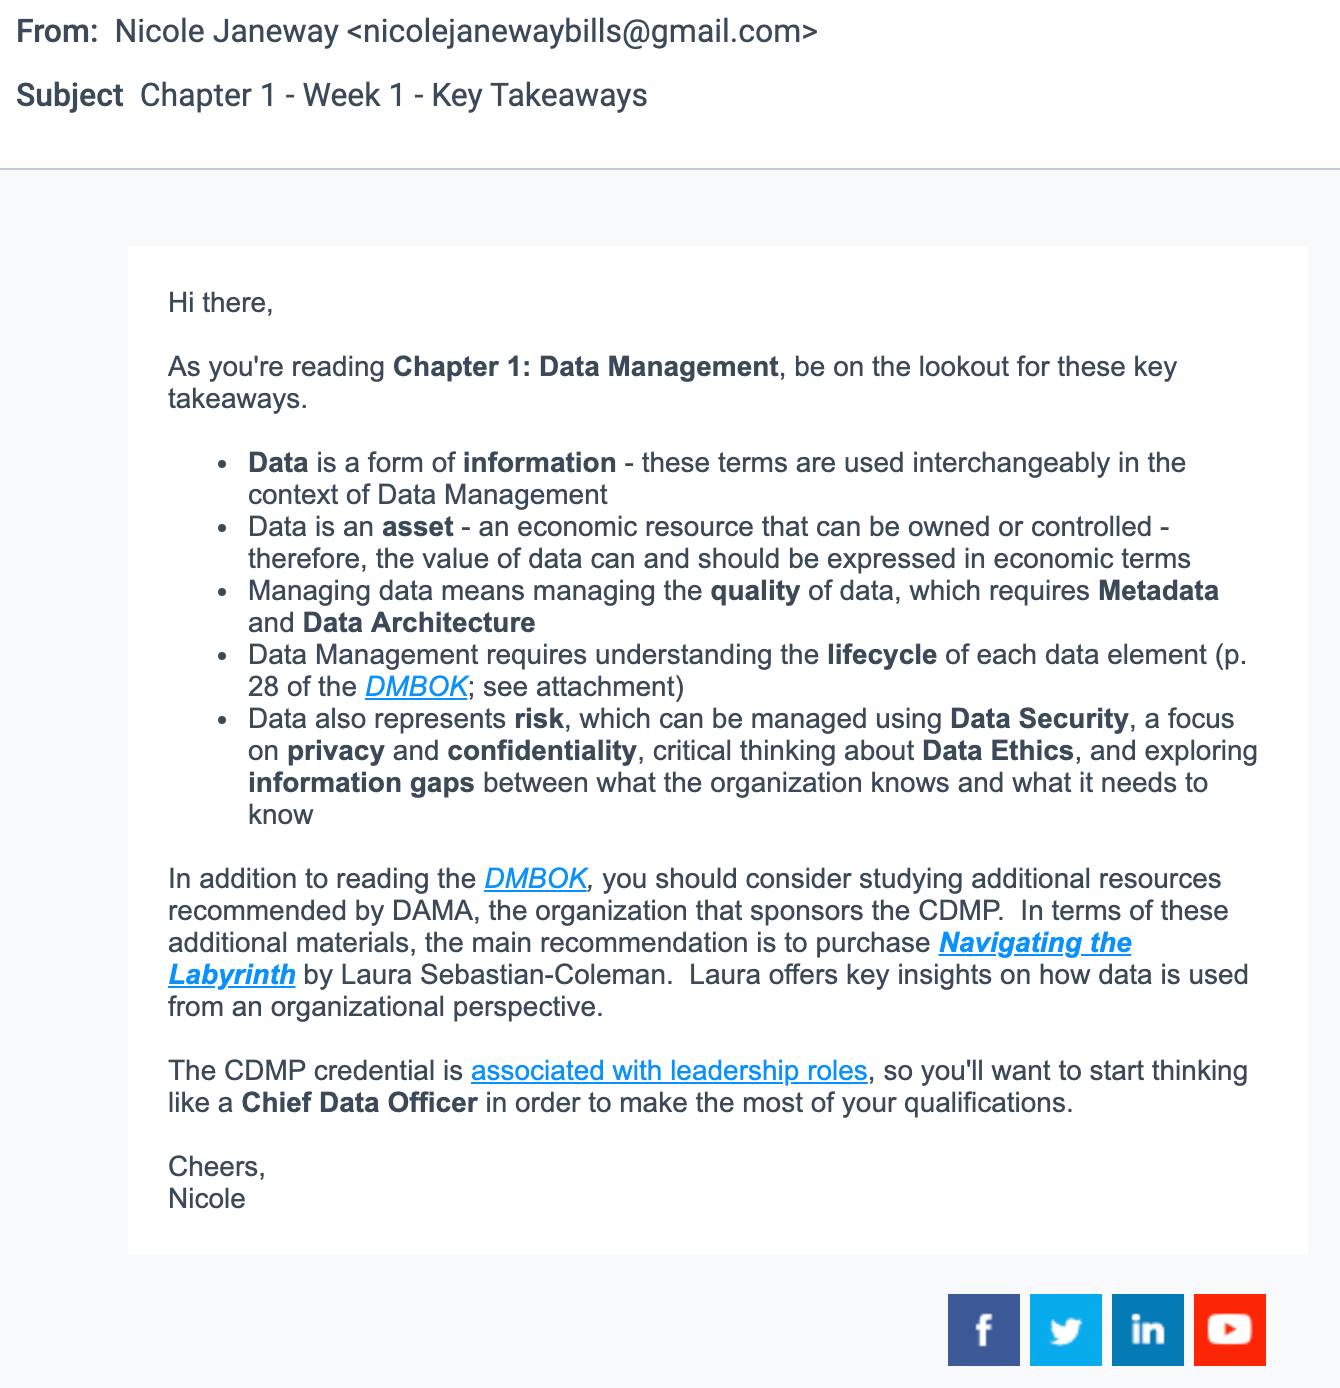 From: Nicole Janeway <nicolejanewaybills@gmail.com>
Subject Chapter 1 - Week 1 - Key Takeaways
Hi there,
As you're reading Chapter 1: Data Management, be on the lookout for these key
takeaways.
• Data is a form of information - these terms are used interchangeably in the
context of Data Management
• Data is an asset - an economic resource that can be owned or controlled -
therefore, the value of data can and should be expressed in economic terms
• Managing data means managing the quality of data, which requires Metadata
and Data Architecture
• Data Management requires understanding the lifecycle of each data element (p.
28 of the DMBOK; see attachment)
• Data also represents risk, which can be managed using Data Security, a focus
on privacy and confidentiality, critical thinking about Data Ethics, and exploring
information gaps between what the organization knows and what it needs to
know
In addition to reading the DMBOK, you should consider studying additional resources
recommended by DAMA, the organization that sponsors the CDMP.  In terms of these
additional materials, the main recommendation is to purchase Navigating the
Labyrinth by Laura Sebastian-Coleman.  Laura offers key insights on how data is used
from an organizational perspective.
The CDMP credential is associated with leadership roles, so you'll want to start thinking
like a Chief Data Officer in order to make the most of your qualifications.
Cheers,
Nicole
f in